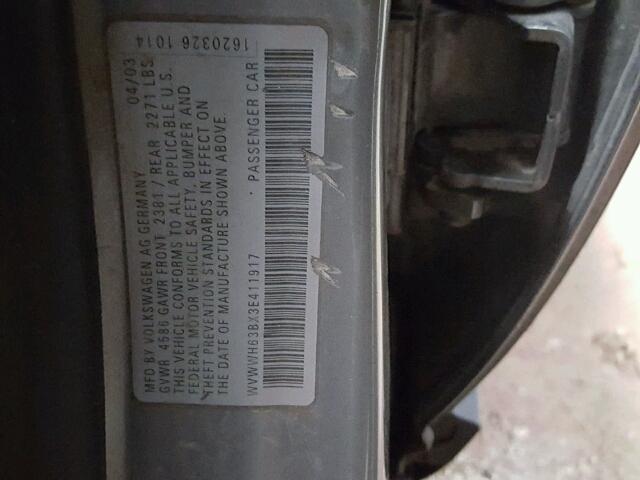 MFD BY VOLKSWAGEN AG GERMANY 04/03
GVWR 4586 GAWR FRONT 2381 / REAR 2271 LBS
THIS VEHICLE CONFORMS TO ALL APPLICABLE U.S.
FEDERAL MOTOR VEHICLE SAFETY, BUMPER AND
THEFT PREVENTION STANDARDS IN EFFECT ON
THE DATE OF MANUFACTURE SHOWN ABOVE.
WVWWH63BX3E411917 · PASSENGER CAR
1620326 1014